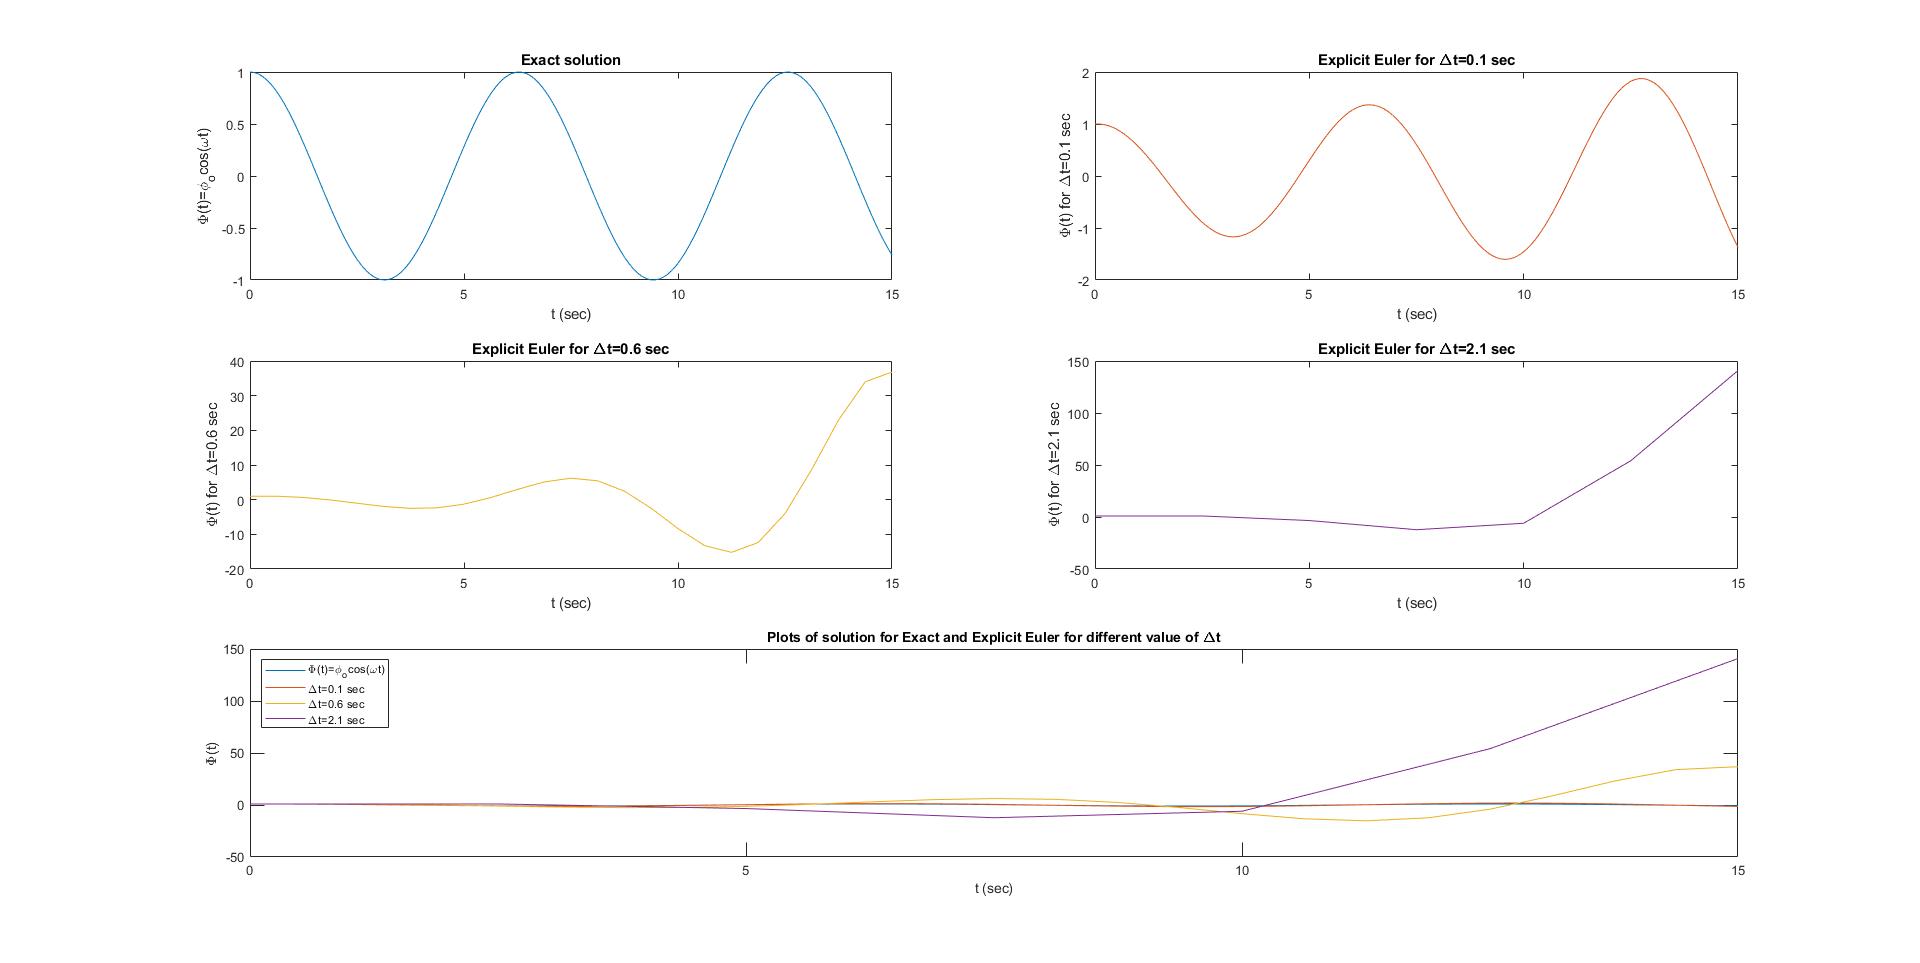 Exact solution
Φ(t)=ϕocos(ωt)
1
0.5
0
-0.5
-1
0 5 10 15
t (sec)
Explicit Euler for Δt=0.1 sec
Φ(t) for Δt=0.1 sec
2
1
0
-1
-2
0 5 10 15
t (sec)
Explicit Euler for Δt=0.6 sec
Φ(t) for Δt=0.6 sec
40
30
20
10
0
-10
-20
0 5 10 15
t (sec)
Explicit Euler for Δt=2.1 sec
Φ(t) for Δt=2.1 sec
150
100
50
0
-50
0 5 10 15
t (sec)
Plots of solution for Exact and Explicit Euler for different value of Δt
Φ(t)
150
100
50
0
-50
Φ(t)=ϕocos(ωt)
Δt=0.1 sec
Δt=0.6 sec
Δt=2.1 sec
0 5 10 15
t (sec)